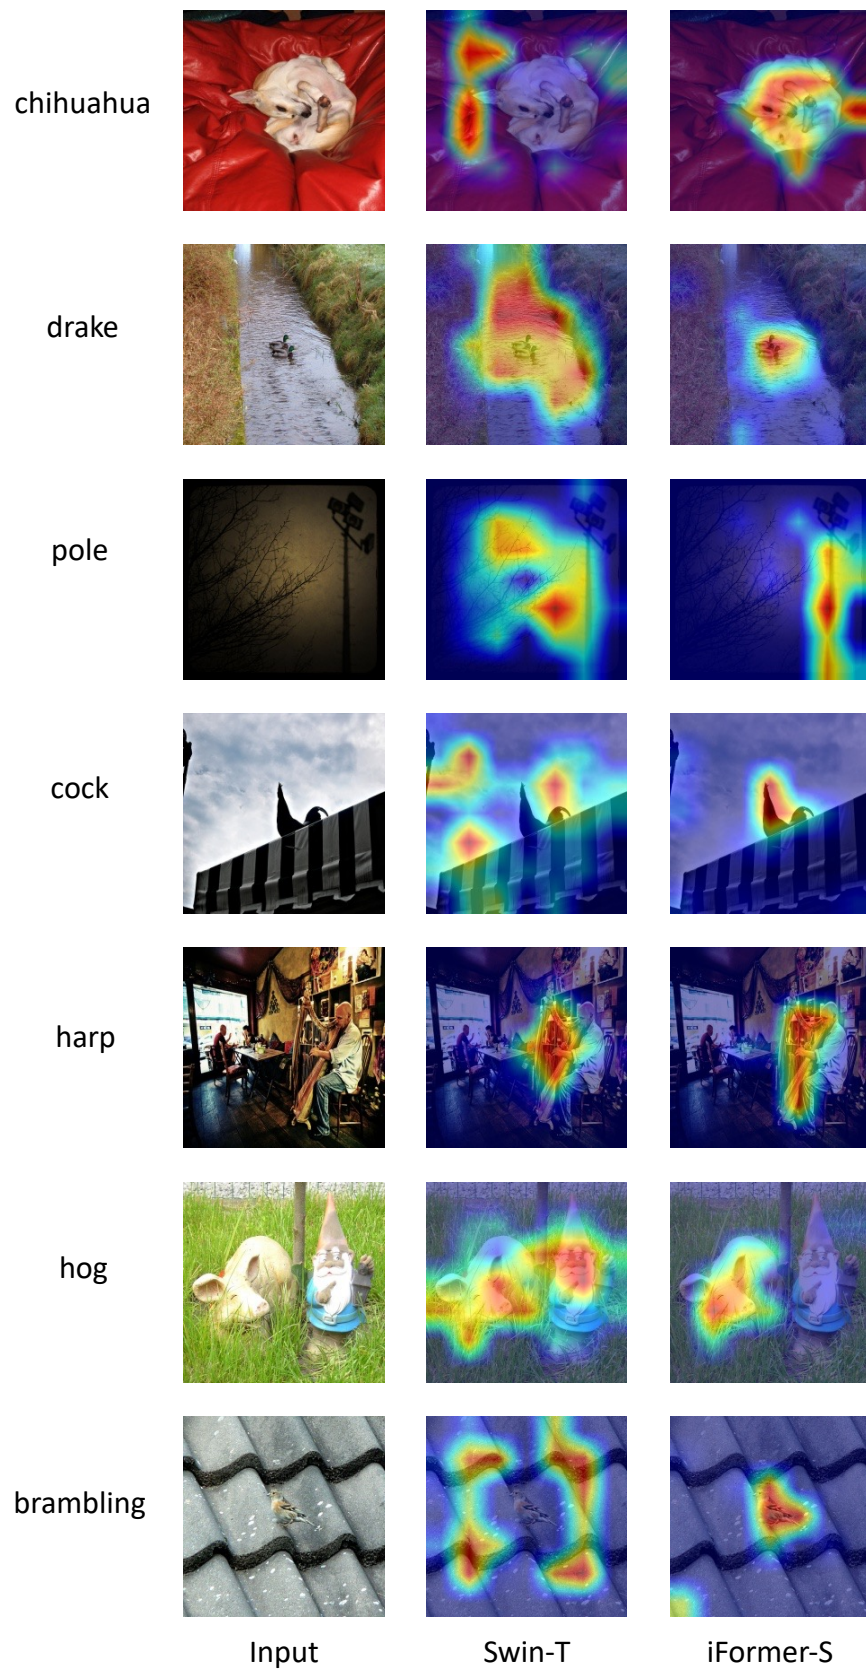 chihuahua
drake
pole
cock
harp
hog
brambling
Input Swin-T iFormer-S